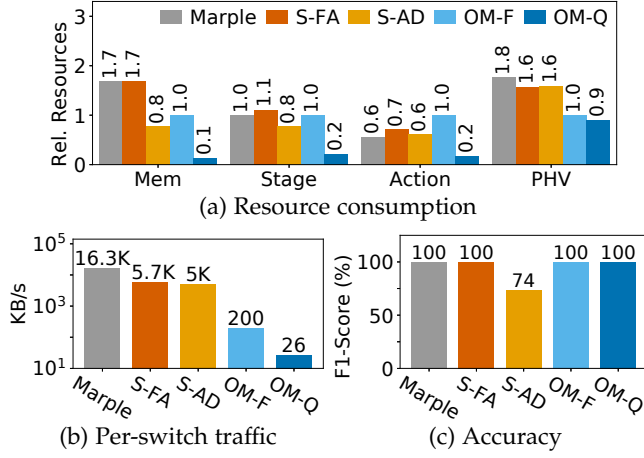 Marple S-FA S-AD OM-F OM-Q
Rel. Resources
3
2
1
0
1.7 1.7 0.8 1.0 0.1
1.0 1.1 0.8 1.0 0.2
0.6 0.7 0.6 1.0 0.2
1.8 1.6 1.6 1.0 0.9
Mem Stage Action PHV
(a) Resource consumption
KB/s
10^5
10^3
10^1
16.3K 5.7K 5K 200 26
Marple S-FA S-AD OM-F OM-Q
(b) Per-switch traffic
F1-Score (%)
100
50
0
100 100 74 100 100
Marple S-FA S-AD OM-F OM-Q
(c) Accuracy